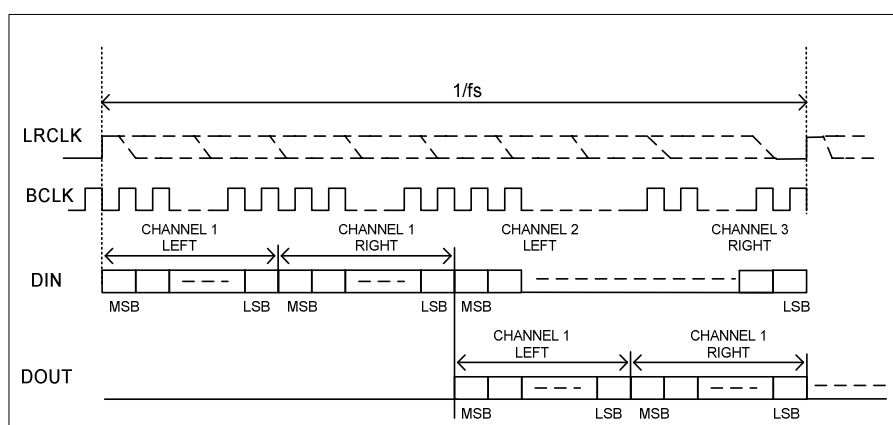 1/fs
LRCLK
BCLK
CHANNEL 1
LEFT
CHANNEL 1
RIGHT
CHANNEL 2
LEFT
CHANNEL 3
RIGHT
DIN
MSB
LSB
MSB
LSB
MSB
LSB
CHANNEL 1
LEFT
CHANNEL 1
RIGHT
DOUT
MSB
LSB
MSB
LSB